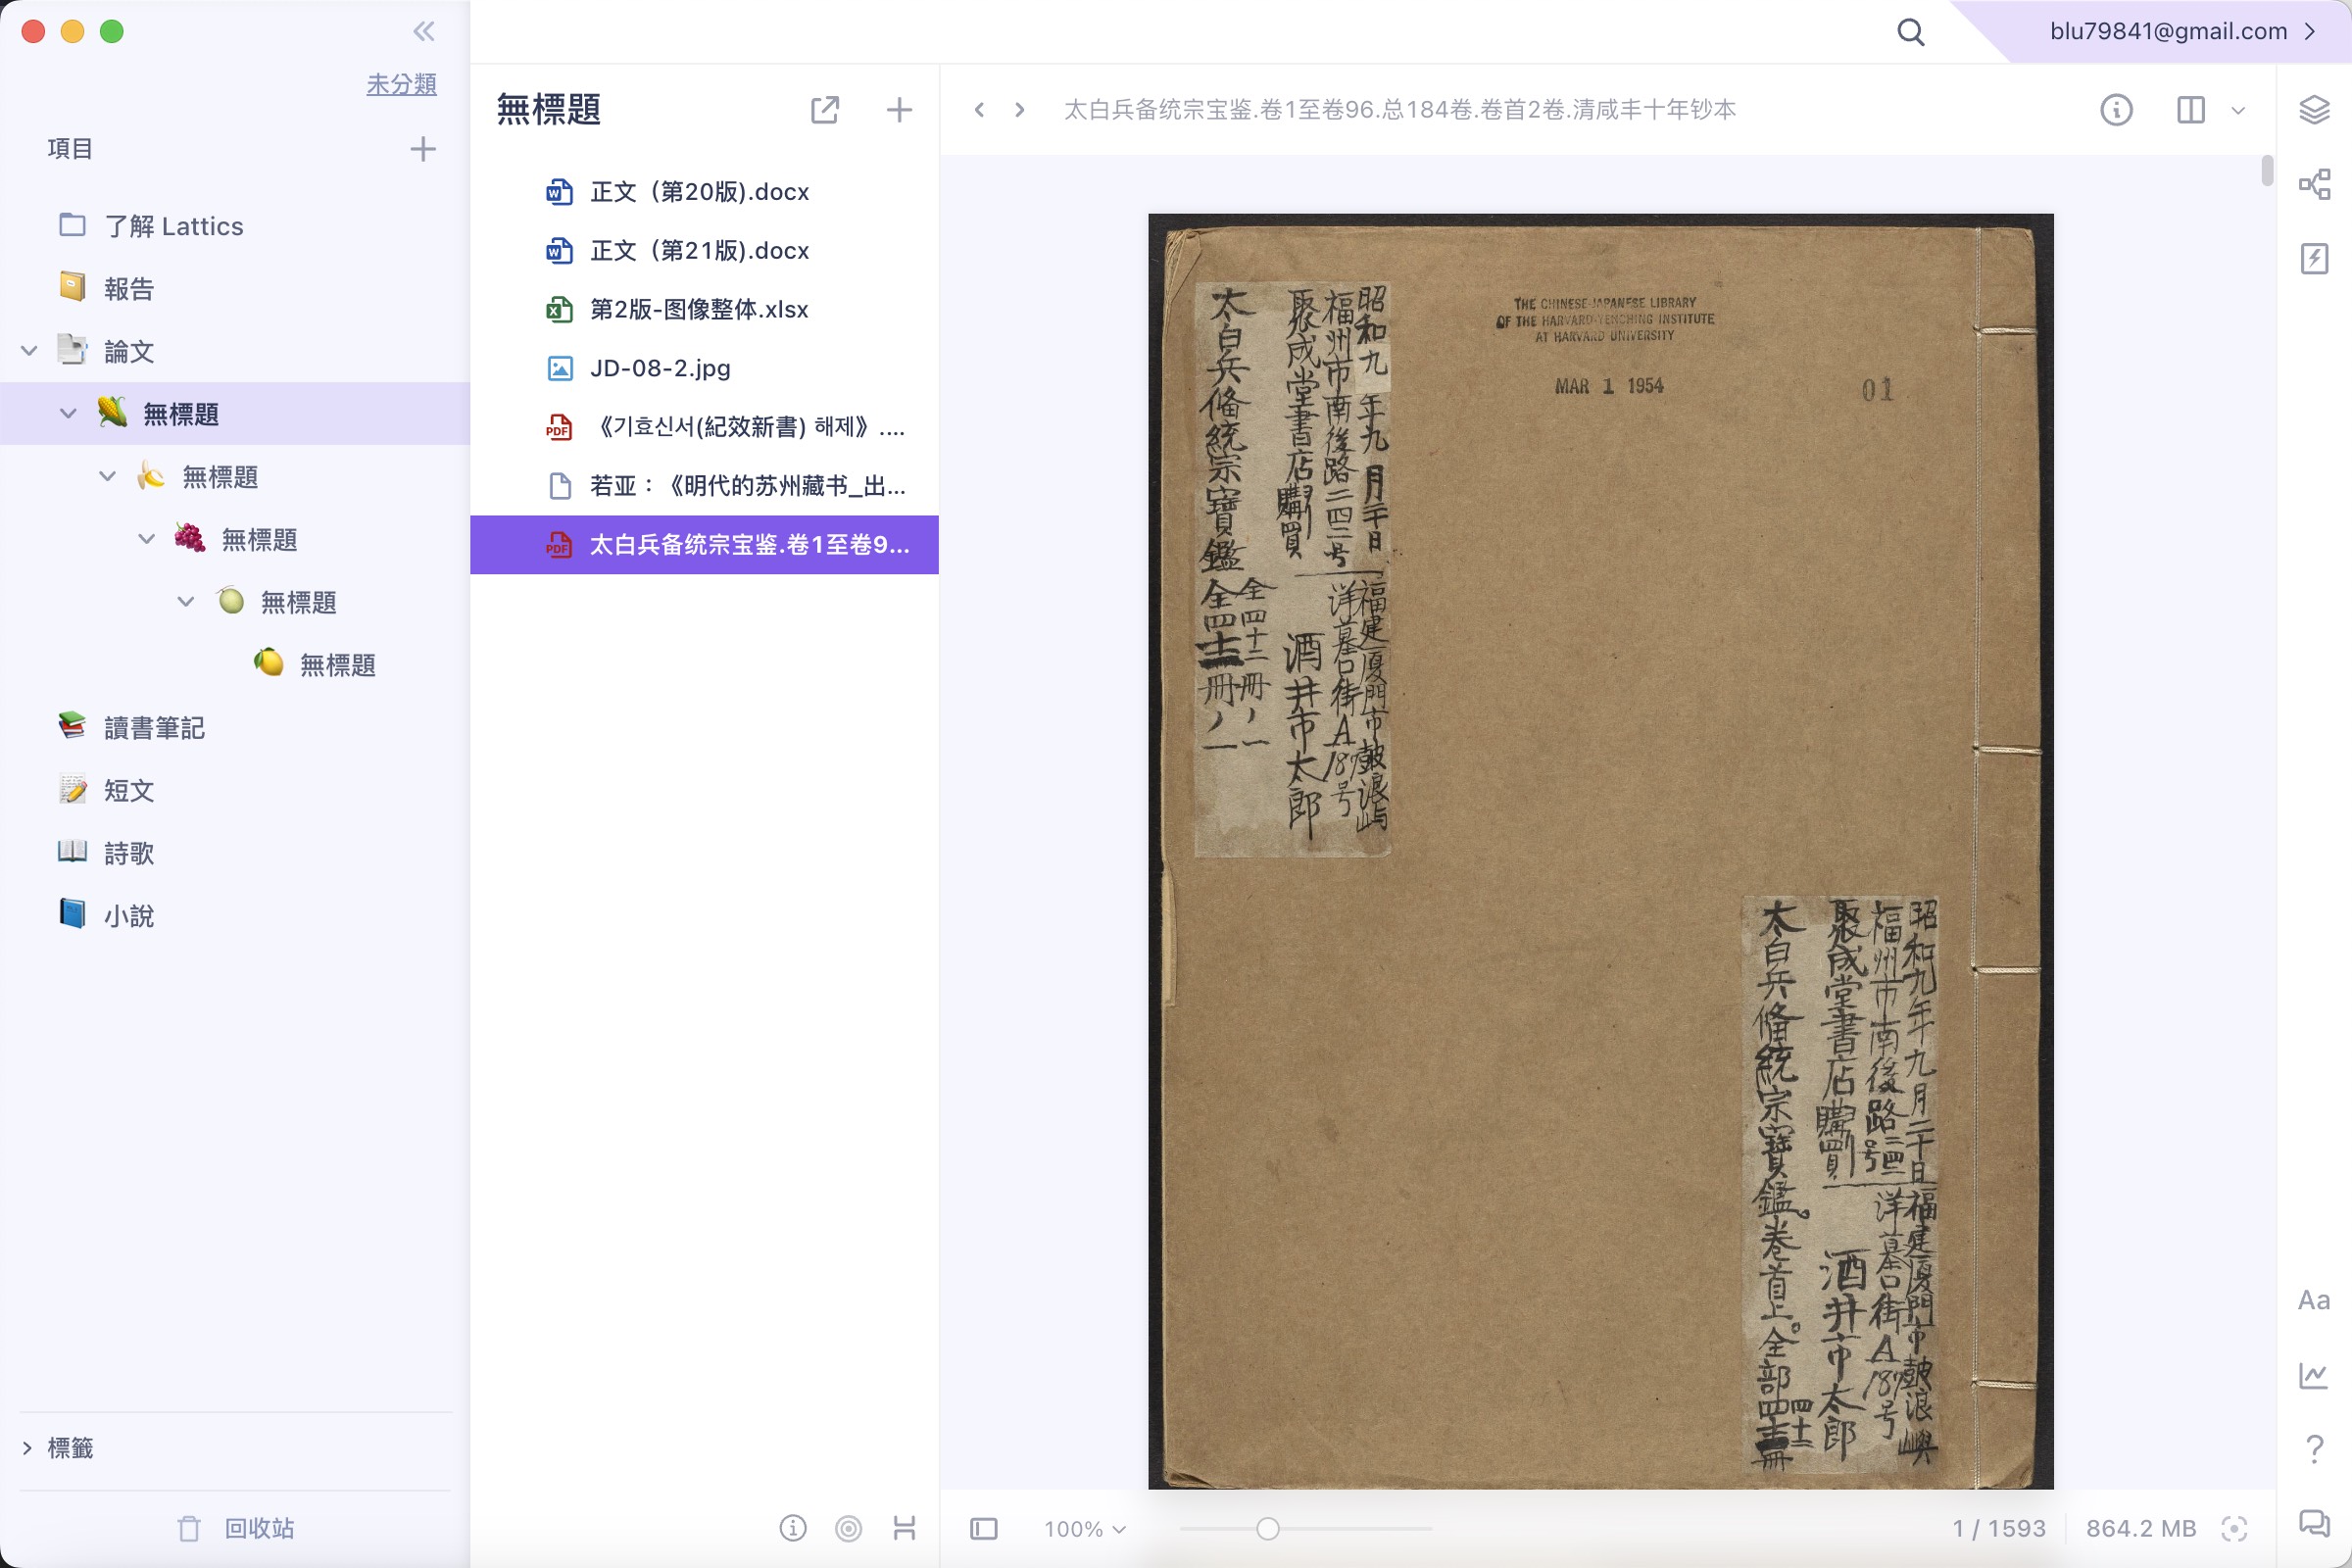 未分類
項目
了解 Lattics
報告
論文
無標題
無標題
無標題
無標題
無標題
讀書筆記
短文
詩歌
小說
標籤
回收站
無標題
正文（第20版).docx
正文（第21版).docx
第2版-图像整体.xlsx
JD-08-2.jpg
《기효신서(紀效新書) 해제》....
若亚：《明代的苏州藏书_出...
太白兵备统宗宝鉴.卷1至卷9...
blu79841@gmail.com
太白兵备统宗宝鉴.卷1至卷96.总184卷.卷首2卷.清咸丰十年钞本
THE CHINESE-JAPANESE LIBRARY
OF THE HARVARD-YENCHING INSTITUTE
AT HARVARD UNIVERSITY
MAR 1 1954
01
昭和九年九月二十日 福建厦門市鼓浪屿
福州市南後路二四二号 洋墓口街A189号
聚成堂書店購買 酒井市太郎
太白兵備統宗寶鑑 全四十二冊ノ一
昭和九年九月二十日 福建厦門市鼓浪嶼
福州市南後路二四二号 洋墓口街A189号
聚成堂書店購買 酒井市太郎
太白兵備統宗寶鑑。卷首上。全部四十二冊
100%
1 / 1593
864.2 MB
Aa